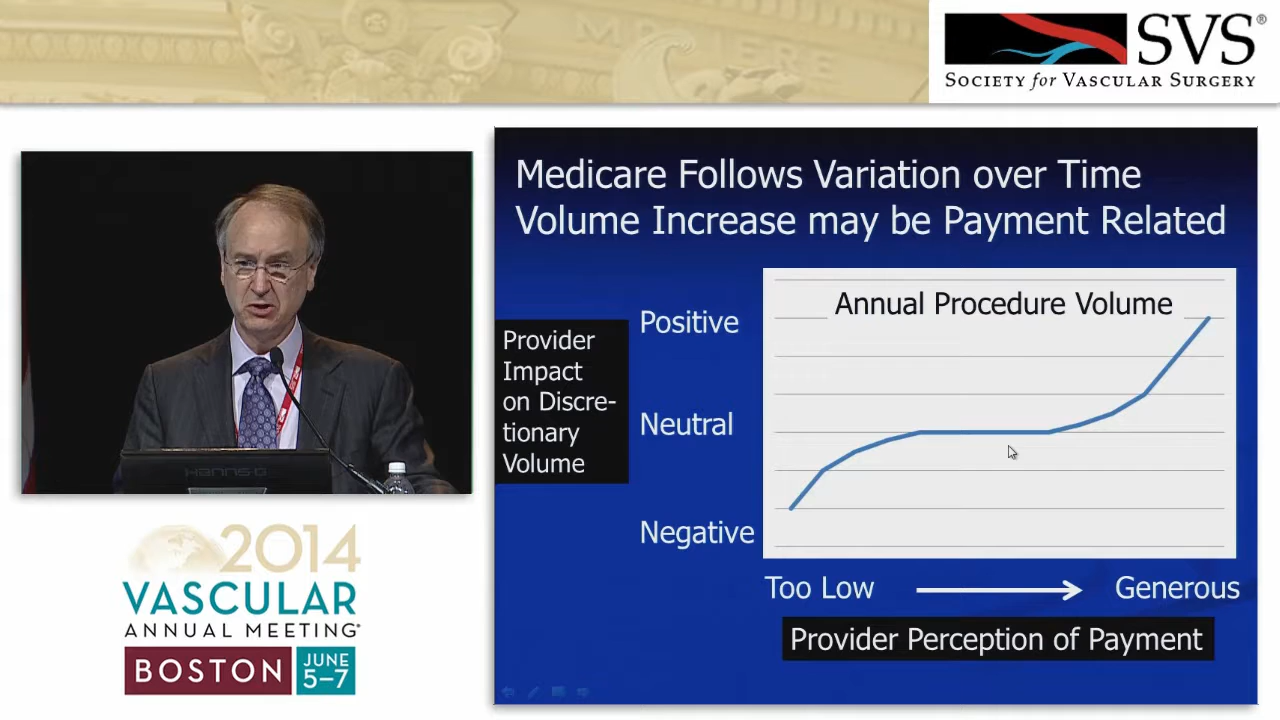 SVS®
SOCIETY for VASCULAR SURGERY
Medicare Follows Variation over Time
Volume Increase may be Payment Related
Annual Procedure Volume
Positive
Neutral
Negative
Provider
Impact
on Discre-
tionary
Volume
Too Low
Generous
Provider Perception of Payment
HANNS-G
2014
VASCULAR
ANNUAL MEETING®
BOSTON
JUNE
5–7